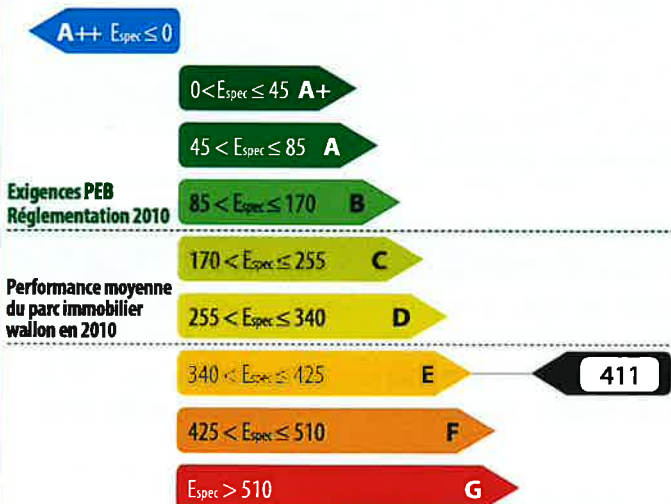 A++ Espec ≤ 0
0 < Espec ≤ 45 A+
45 < Espec ≤ 85 A
Exigences PEB
Réglementation 2010
85 < Espec ≤ 170 B
170 < Espec ≤ 255 C
Performance moyenne
du parc immobilier
wallon en 2010
255 < Espec ≤ 340 D
340 < Espec ≤ 425 E
411
425 < Espec ≤ 510 F
Espec > 510 G